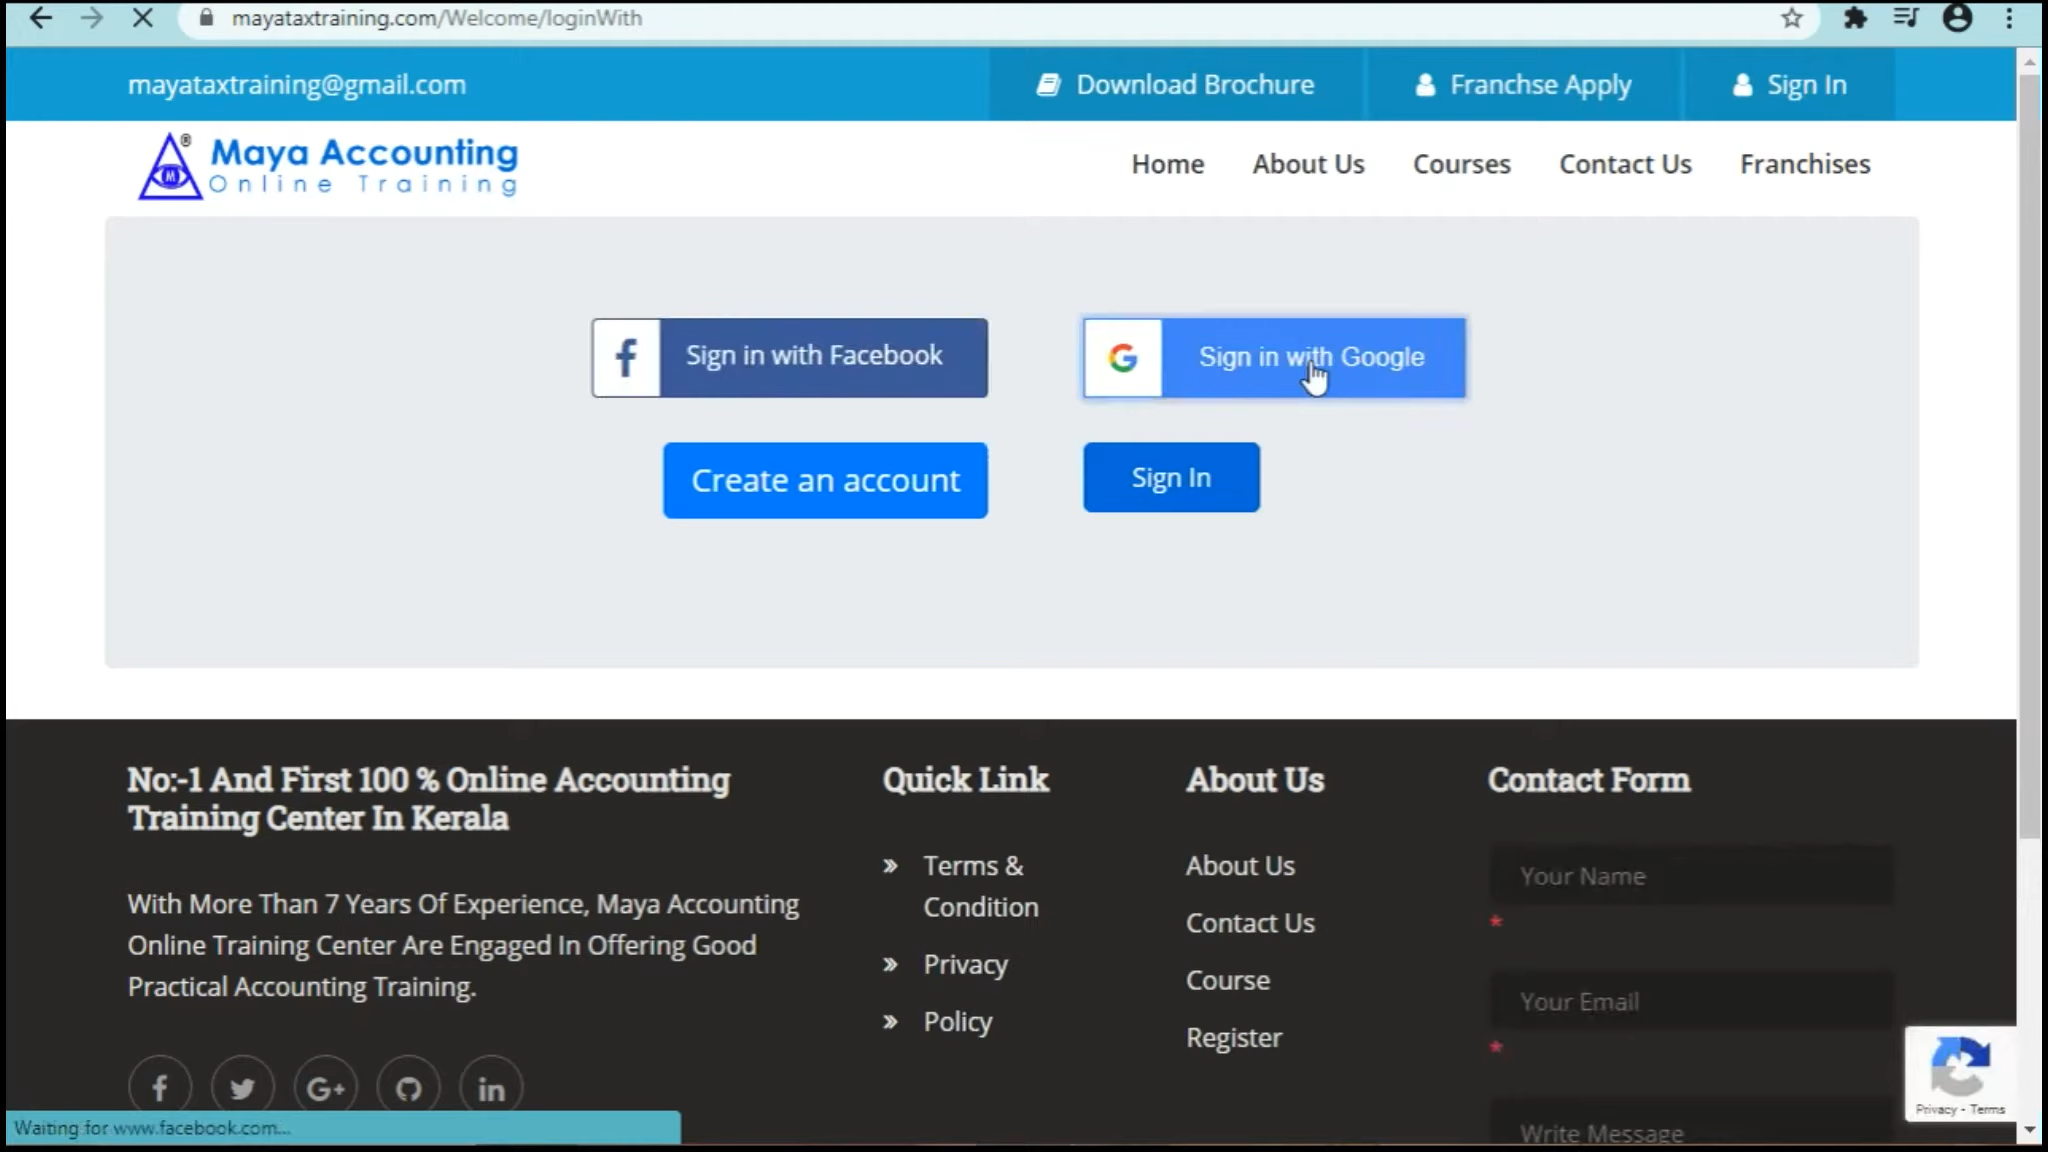 mayataxtraining.com/Welcome/loginWith
mayataxtraining@gmail.com
Download Brochure
Franchse Apply
Sign In
M
®
Maya Accounting
Online Training
Home
About Us
Courses
Contact Us
Franchises
f
Sign in with Facebook
G
Sign in with Google
Create an account
Sign In
No:-1 And First 100 % Online Accounting
Training Center In Kerala
With More Than 7 Years Of Experience, Maya Accounting
Online Training Center Are Engaged In Offering Good
Practical Accounting Training.
f
G+
in
Quick Link
» Terms &
Condition
» Privacy
» Policy
About Us
About Us
Contact Us
Course
Register
Contact Form
Your Name
*
Your Email
*
Write Message
Privacy - Terms
Waiting for www.facebook.com...